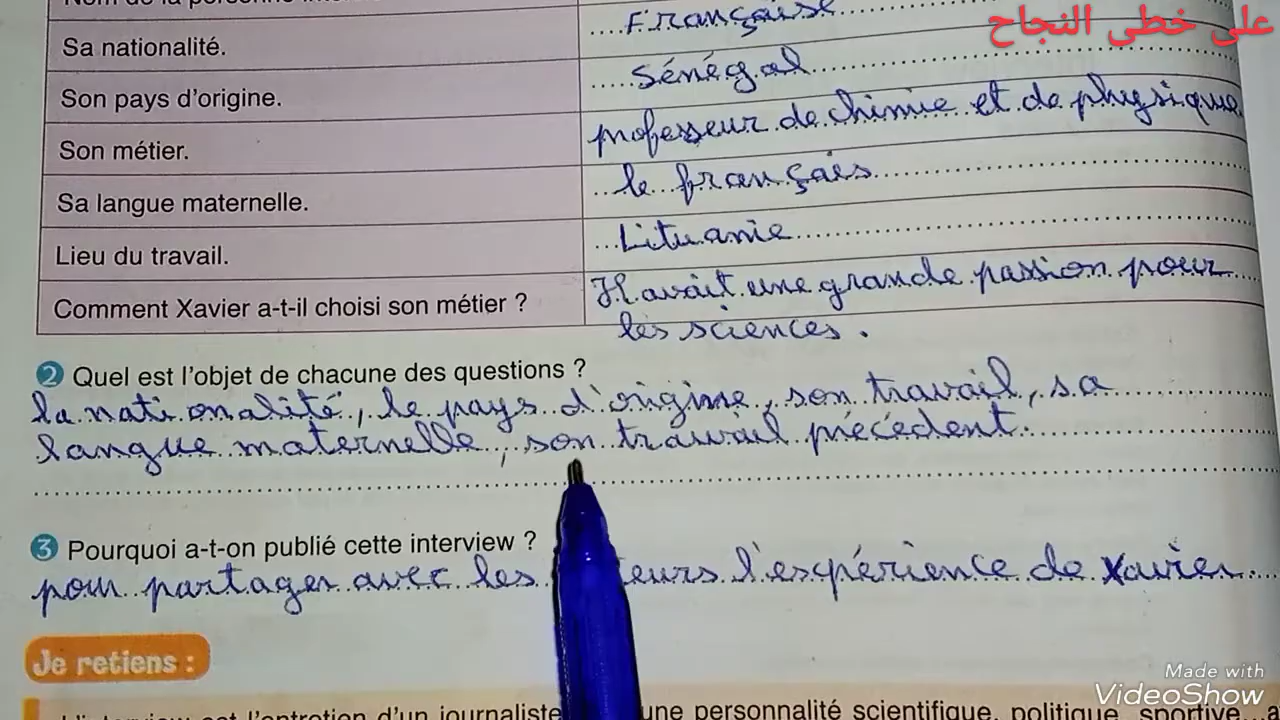 على خطى النجاح
Française
Sa nationalité.
Sénégal
Son pays d'origine.
professeur de chimie et de physique
Son métier.
le français
Sa langue maternelle.
Lituanie
Lieu du travail.
Il avait une grande passion pour
Comment Xavier a-t-il choisi son métier ?
les sciences.
2 Quel est l'objet de chacune des questions ?
la nationalité, le pays d'origine, son travail, sa
langue maternelle, son travail précédent.
3 Pourquoi a-t-on publié cette interview ?
pour partager avec les eurs l'expérience de Xavier
Je retiens :
l'entretien d'un journaliste une personnalité scientifique, politique, sportive
Made with
VideoShow